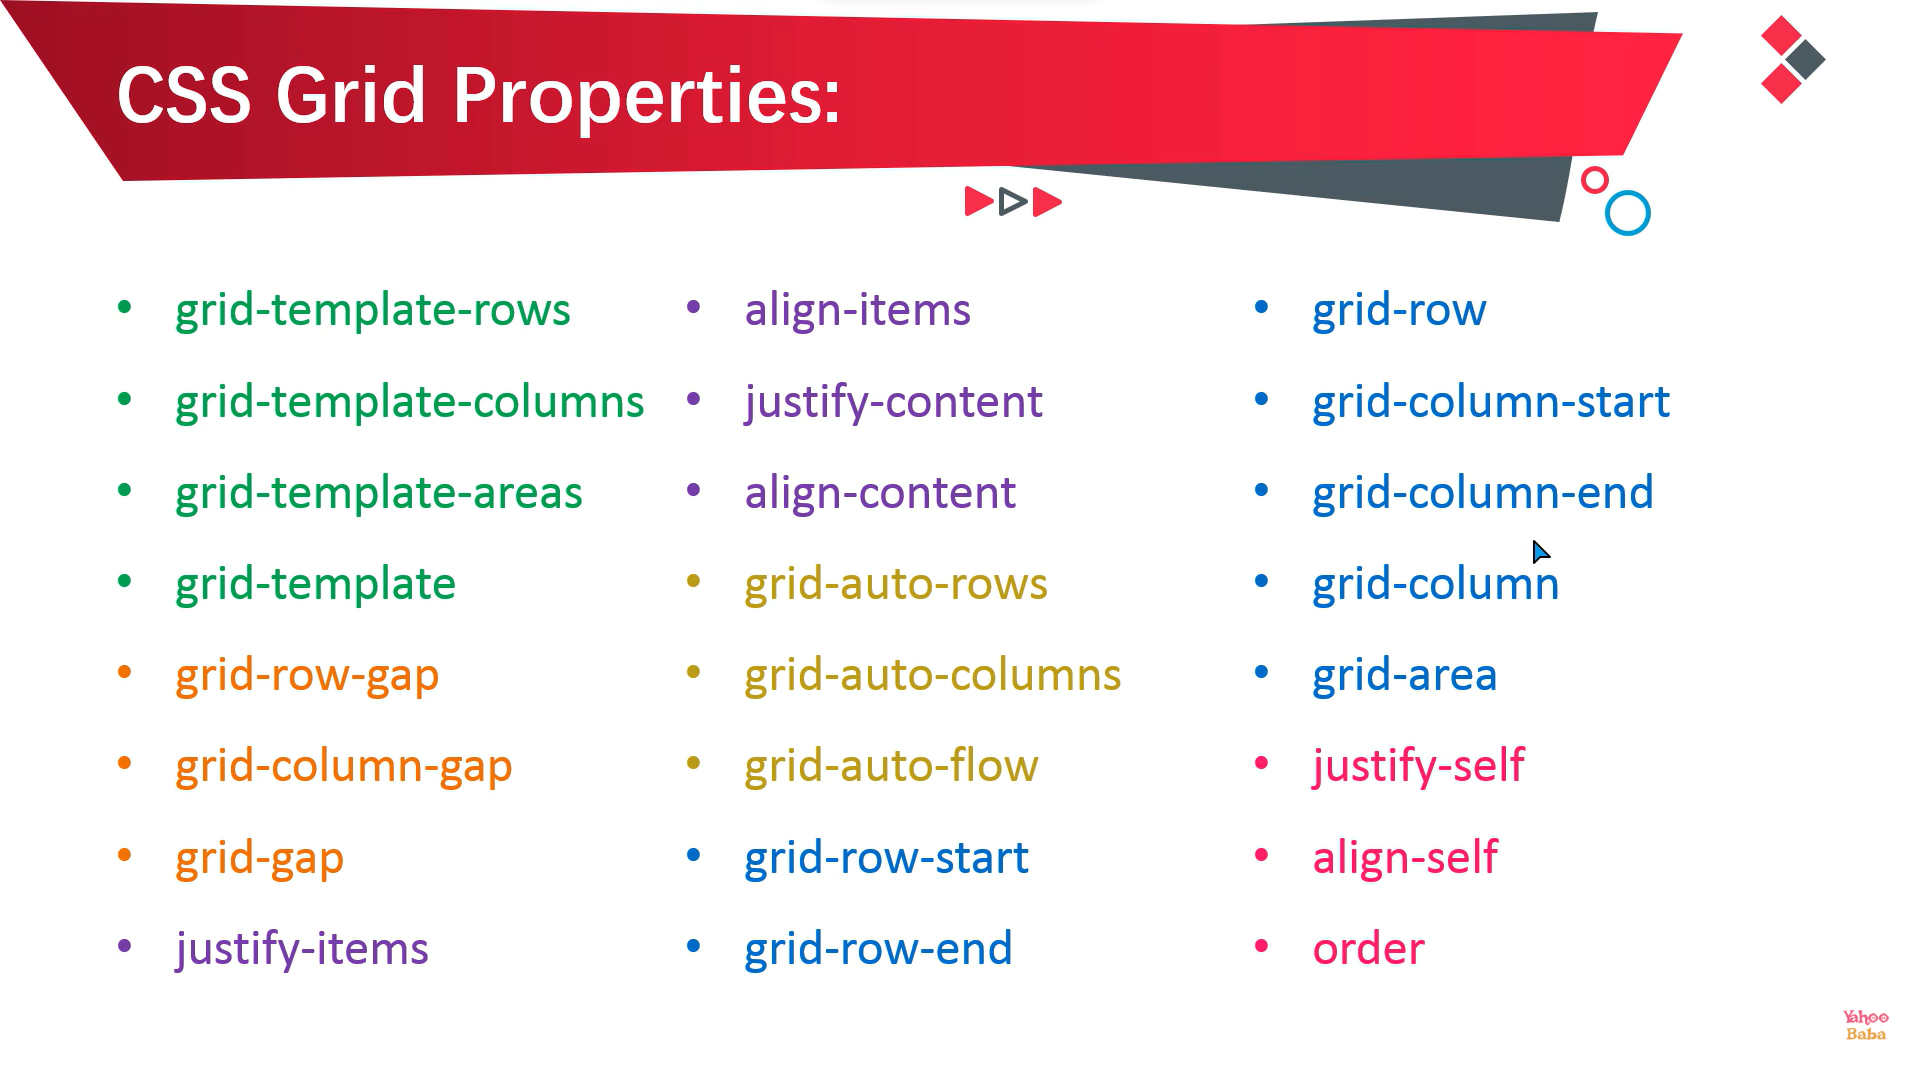 CSS Grid Properties:
• grid-template-rows
• grid-template-columns
• grid-template-areas
• grid-template
• grid-row-gap
• grid-column-gap
• grid-gap
• justify-items
• align-items
• justify-content
• align-content
• grid-auto-rows
• grid-auto-columns
• grid-auto-flow
• grid-row-start
• grid-row-end
• grid-row
• grid-column-start
• grid-column-end
• grid-column
• grid-area
• justify-self
• align-self
• order
Yahoo
Baba